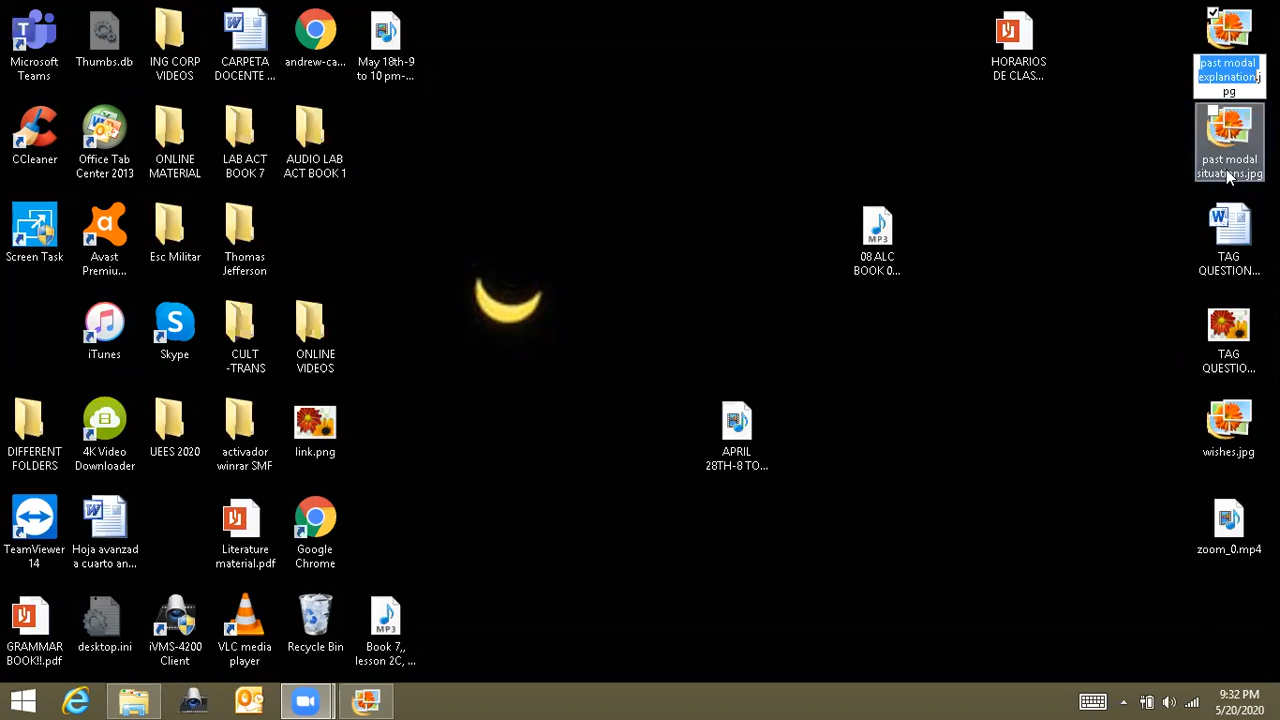 Microsoft
Teams
Thumbs.db
ING CORP
VIDEOS
CARPETA
DOCENTE ...
andrew-ca...
May 18th-9
to 10 pm-...
HORARIOS
DE CLAS...
past modal
explanation.j
pg
CCleaner
Office Tab
Center 2013
ONLINE
MATERIAL
LAB ACT
BOOK 7
AUDIO LAB
ACT BOOK 1
past modal
situations.jpg
Screen Task
Avast
Premiu...
Esc Militar
Thomas
Jefferson
MP3
08 ALC
BOOK 0...
TAG
QUESTION...
iTunes
Skype
CULT
-TRANS
ONLINE
VIDEOS
TAG
QUESTIO...
DIFFERENT
FOLDERS
4K Video
Downloader
UEES 2020
activador
winrar SMF
link.png
APRIL
28TH-8 TO...
wishes.jpg
TeamViewer
14
Hoja avanzad
a cuarto an...
Literature
material.pdf
Google
Chrome
zoom_0.mp4
GRAMMAR
BOOK!!.pdf
desktop.ini
iVMS-4200
Client
VLC media
player
Recycle Bin
MP3
Book 7,,
lesson 2C, ...
9:32 PM
5/20/2020